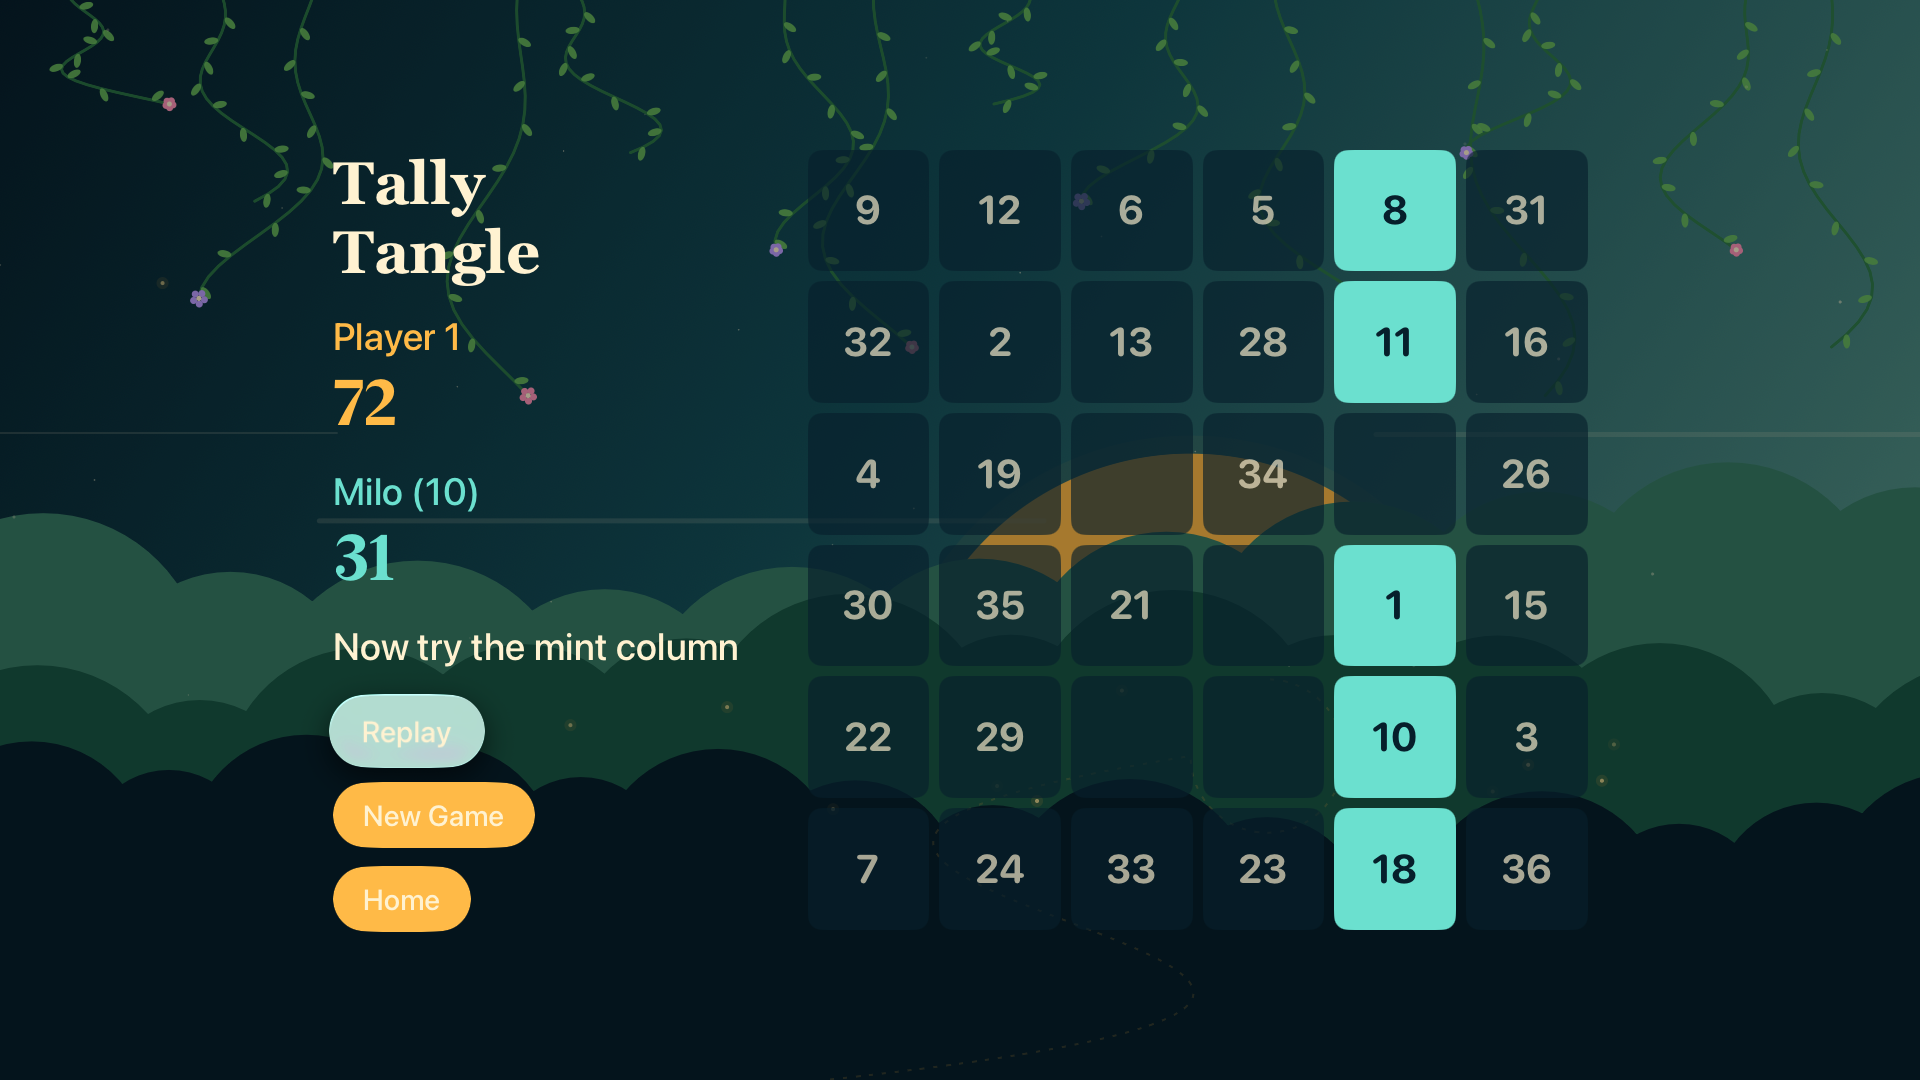 Tally
Tangle
Player 1
72
Milo (10)
31
Now try the mint column
Replay
New Game
Home
9 12 6 5 8 31
32 2 13 28 11 16
4 19 34 26
30 35 21 1 15
22 29 10 3
7 24 33 23 18 36